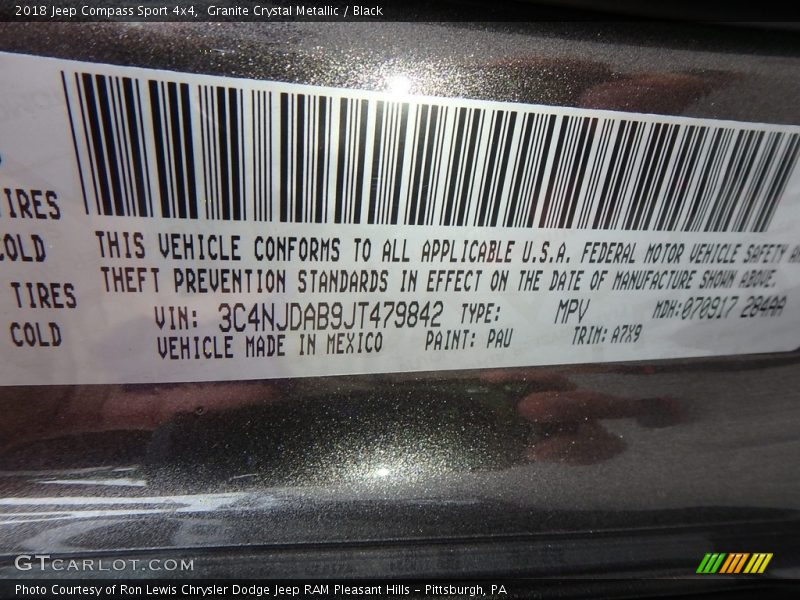 2018 Jeep Compass Sport 4x4,  Granite Crystal Metallic / Black
TIRES
COLD
THIS VEHICLE CONFORMS TO ALL APPLICABLE U.S.A. FEDERAL MOTOR VEHICLE SAFETY
THEFT PREVENTION STANDARDS IN EFFECT ON THE DATE OF MANUFACTURE SHOWN ABOVE.
TIRES
COLD
VIN: 3C4NJDAB9JT479842 TYPE: MPV MDH:070917 284AA
VEHICLE MADE IN MEXICO PAINT: PAU TRIM: A7X9
GTCARLOT.COM
Photo Courtesy of Ron Lewis Chrysler Dodge Jeep RAM Pleasant Hills - Pittsburgh, PA